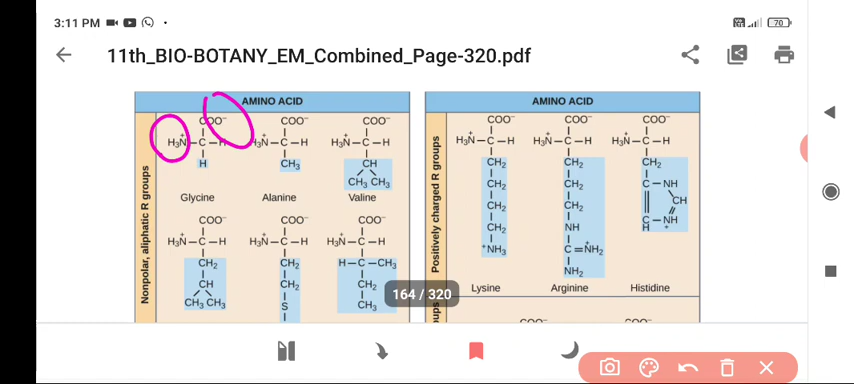 3:11 PM
70
11th_BIO-BOTANY_EM_Combined_Page-320.pdf
AMINO ACID
Nonpolar, aliphatic R groups
COO⁻ COO⁻ COO⁻
H₃N⁺—C—H H₃N⁺—C—H H₃N⁺—C—H
H CH₃ CH
CH₃ CH₃
Glycine Alanine Valine
COO⁻ COO⁻ COO⁻
H₃N⁺—C—H H₃N⁺—C—H H₃N⁺—C—H
CH₂ CH₂ H—C—CH₃
CH CH₂ CH₂
CH₃ CH₃ S CH₃
AMINO ACID
Positively charged R groups
COO⁻ COO⁻ COO⁻
H₃N⁺—C—H H₃N⁺—C—H H₃N⁺—C—H
CH₂ CH₂ CH₂
CH₂ CH₂ C—NH
CH₂ CH₂ CH
CH₂ NH C—NH⁺
⁺NH₃ C=N⁺H₂ H
NH₂
Lysine Arginine Histidine
ups
COO⁻ COO⁻
164 / 320